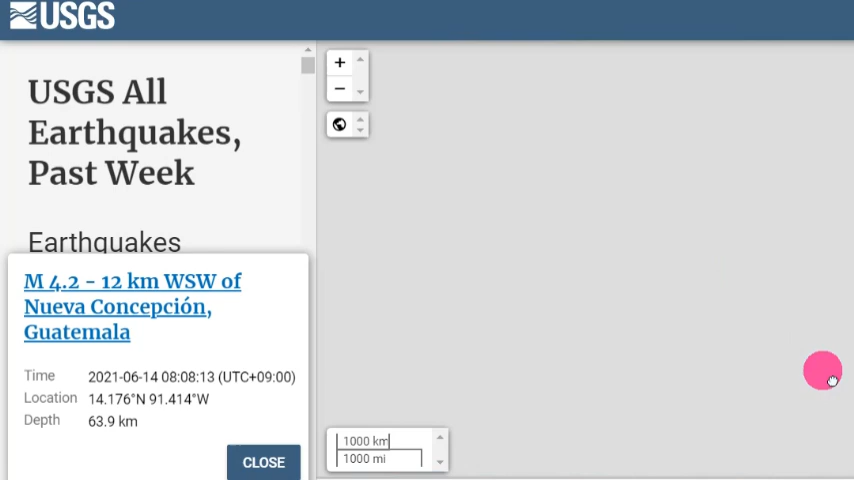 USGS
USGS All
Earthquakes,
Past Week
Earthquakes
M 4.2 - 12 km WSW of
Nueva Concepción,
Guatemala
Time 2021-06-14 08:08:13 (UTC+09:00)
Location 14.176°N 91.414°W
Depth 63.9 km
CLOSE
+
−
1000 km
1000 mi